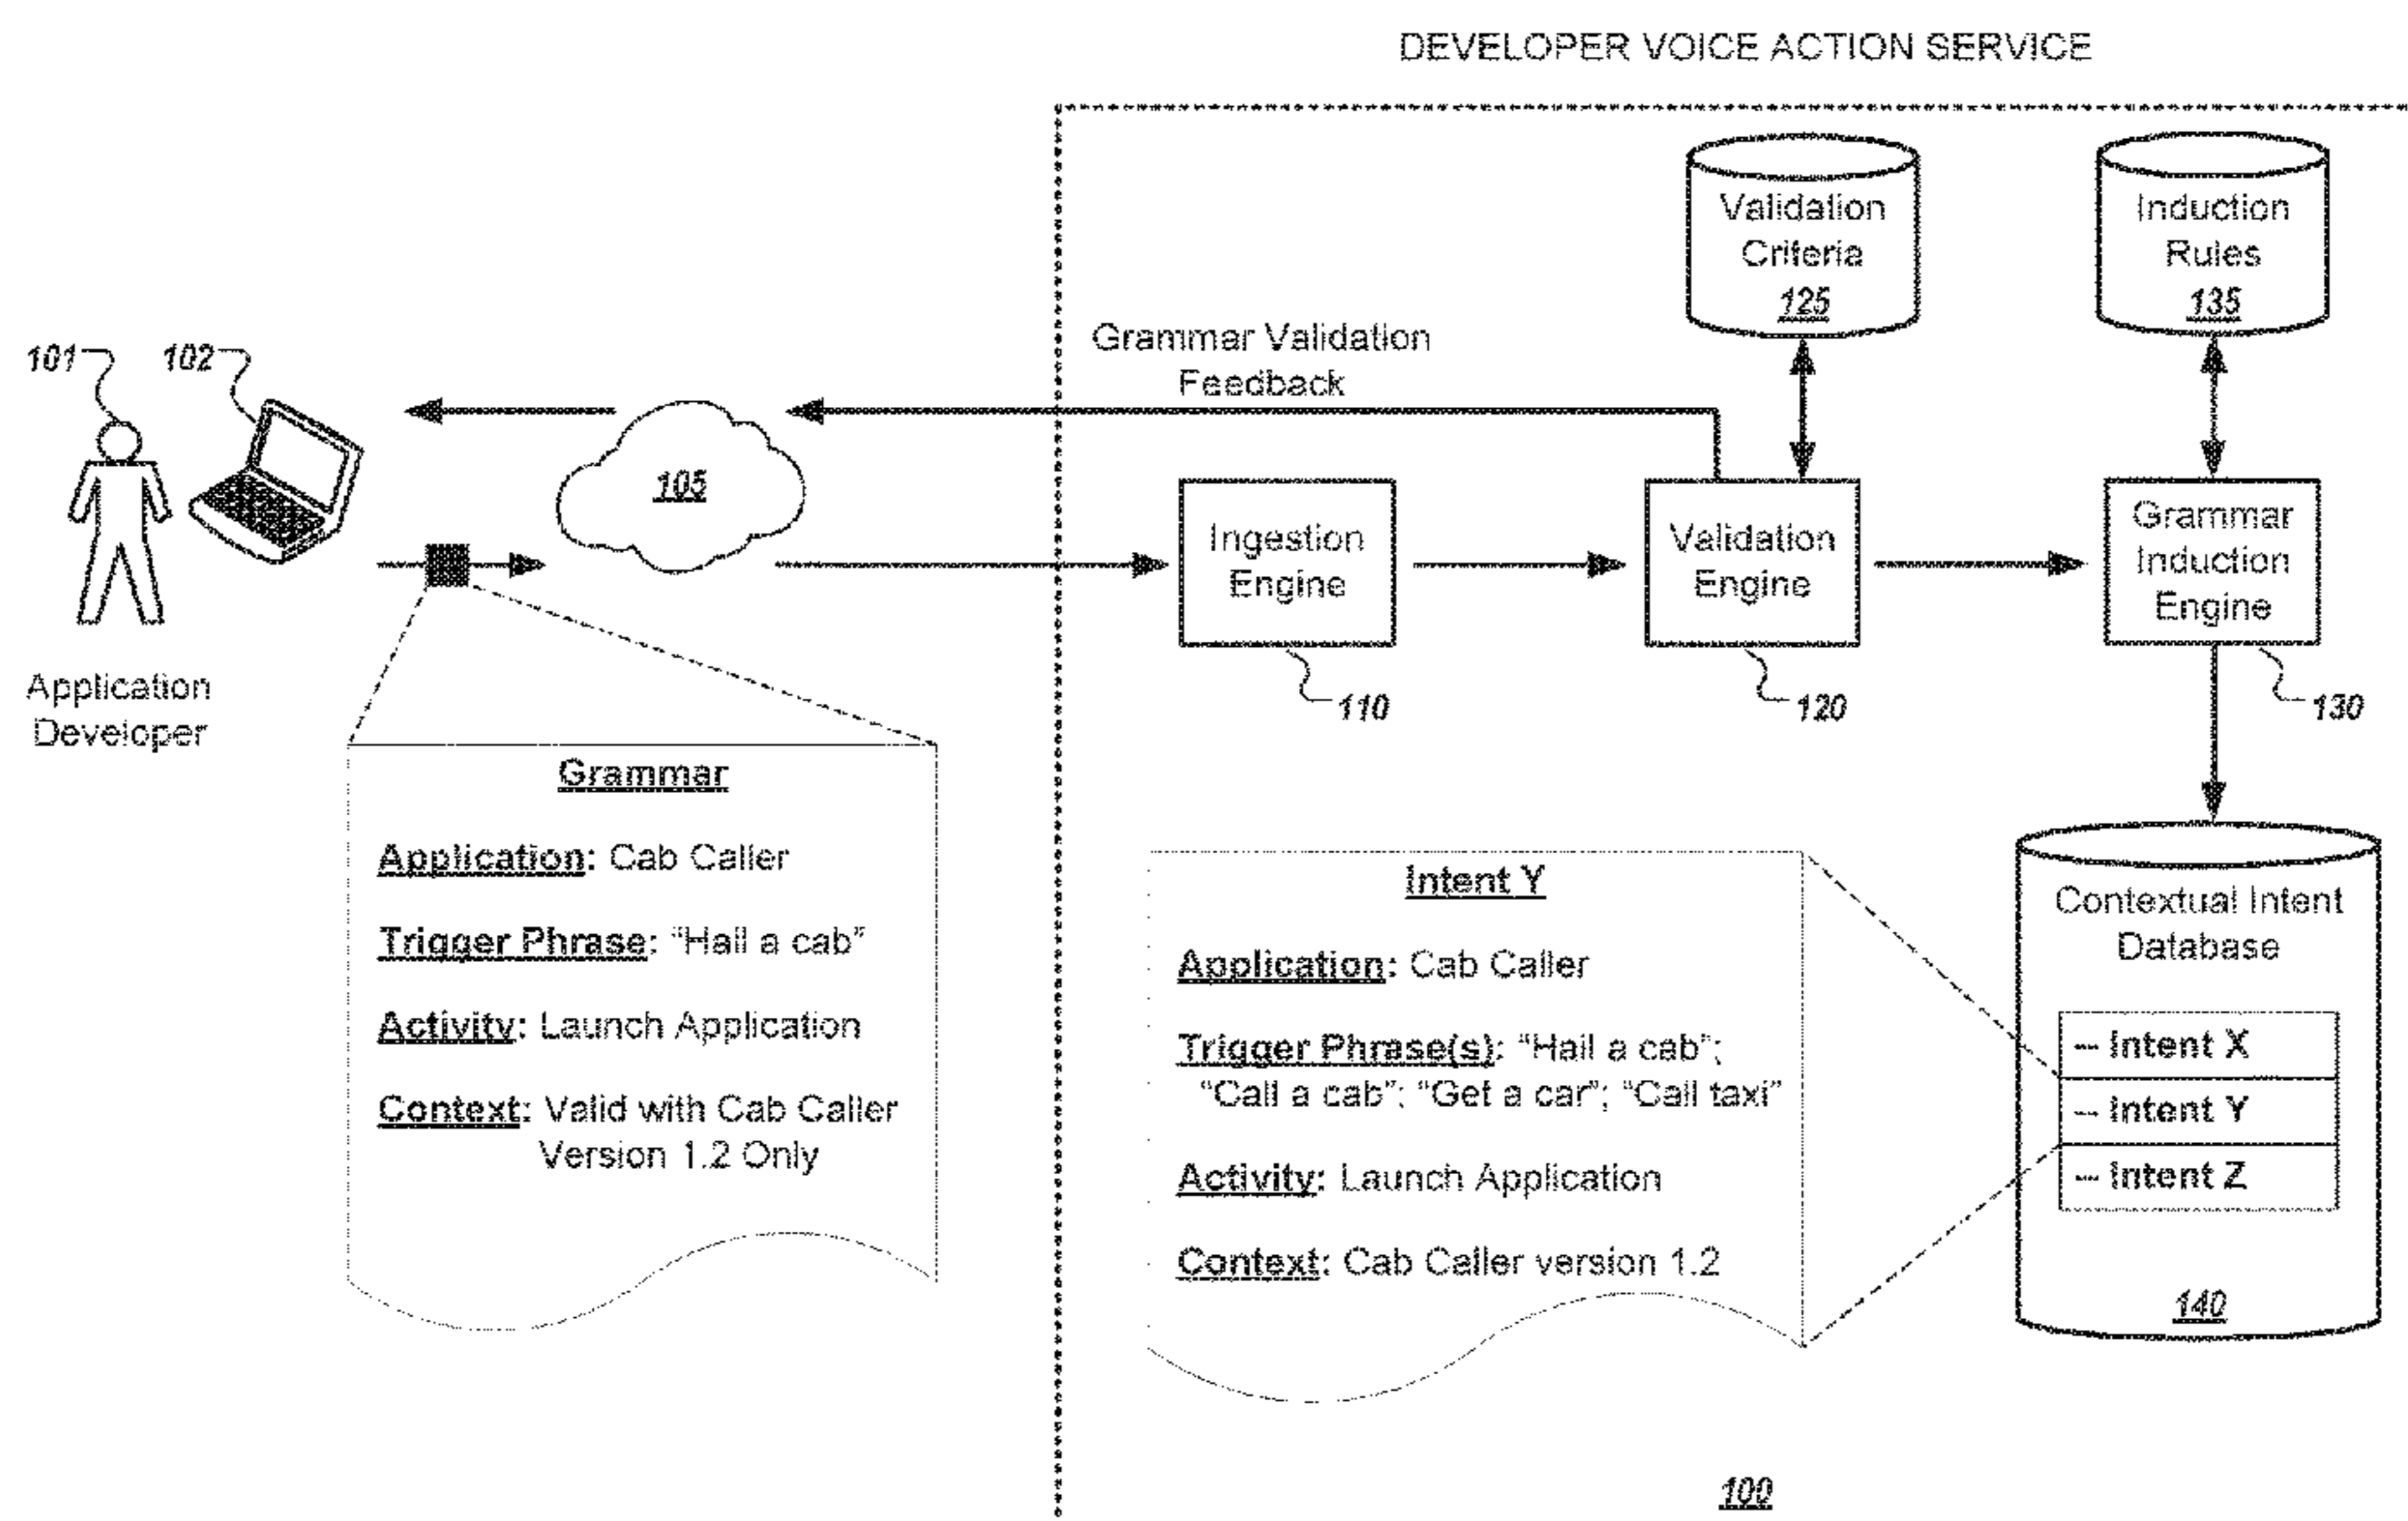 DEVELOPER VOICE ACTION SERVICE
Validation
Criteria
125
Induction
Rules
135
Grammar Validation
Feedback
101
102
105
Ingestion
Engine
Validation
Engine
Grammar
Induction
Engine
110
120
130
Application
Developer
Grammar
Application: Cab Caller
Trigger Phrase: “Hail a cab”
Activity: Launch Application
Context: Valid with Cab Caller
Version 1.2 Only
Intent Y
Application: Cab Caller
Trigger Phrase(s): “Hail a cab”;
“Call a cab”; “Get a car”; “Call taxi”
Activity: Launch Application
Context: Cab Caller version 1.2
Contextual Intent
Database
-- Intent X
-- Intent Y
-- Intent Z
140
100